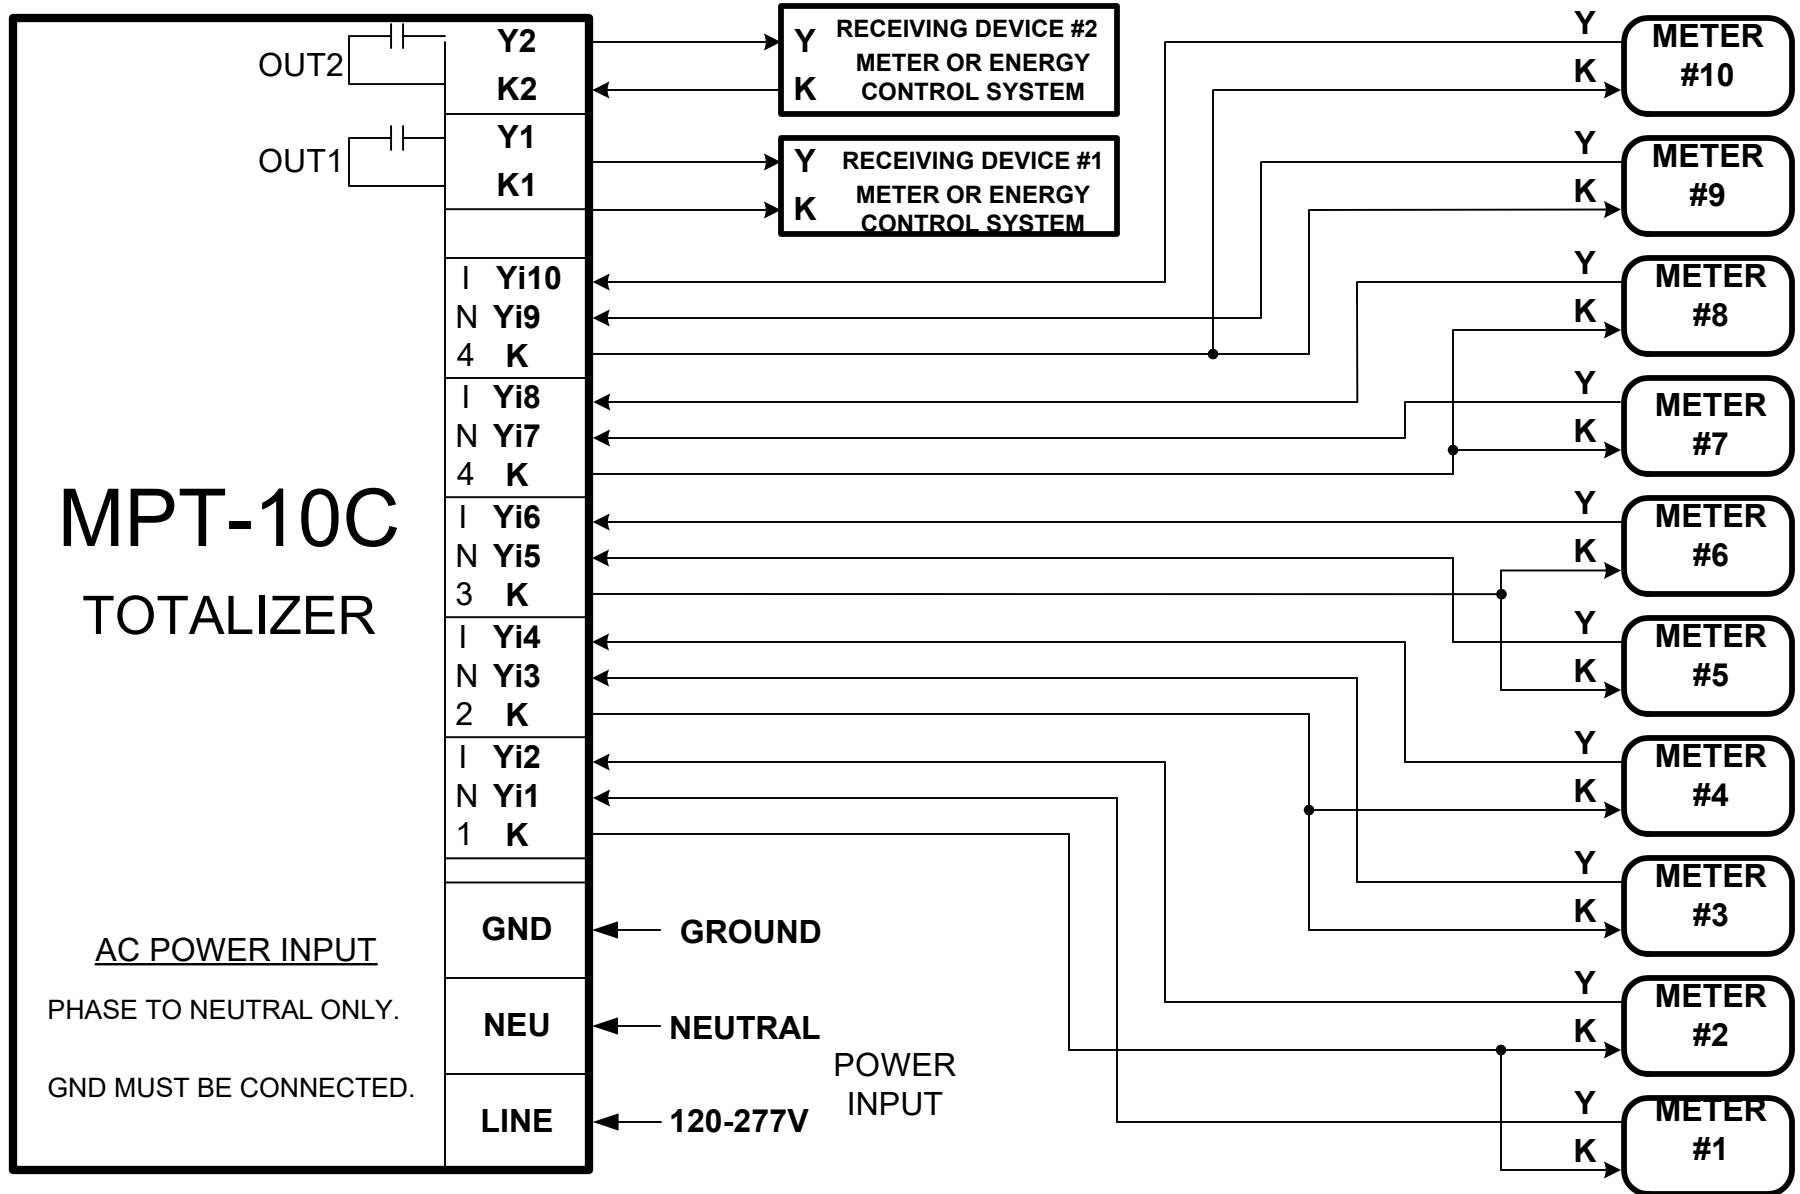 OUT2
OUT1
MPT-10C
TOTALIZER
AC POWER INPUT
PHASE TO NEUTRAL ONLY.
GND MUST BE CONNECTED.
Y2
K2
Y1
K1
I Yi10
N Yi9
4 K
I Yi8
N Yi7
4 K
I Yi6
N Yi5
3 K
I Yi4
N Yi3
2 K
I Yi2
N Yi1
1 K
GND
NEU
LINE
GROUND
NEUTRAL
120-277V
POWER
INPUT
Y RECEIVING DEVICE #2
METER OR ENERGY
K CONTROL SYSTEM
Y RECEIVING DEVICE #1
METER OR ENERGY
K CONTROL SYSTEM
Y METER
K #10
Y METER
K #9
Y METER
K #8
Y METER
K #7
Y METER
K #6
Y METER
K #5
Y METER
K #4
Y METER
K #3
Y METER
K #2
Y METER
K #1